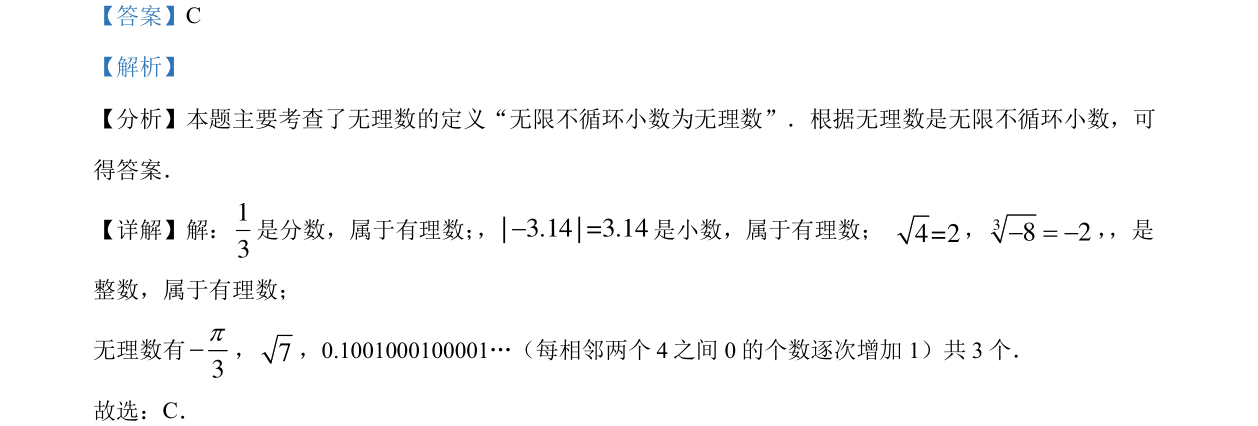 【答案】C
【解析】
【分析】本题主要考查了无理数的定义“无限不循环小数为无理数”．根据无理数是无限不循环小数，可
得答案．
【详解】解：1/3是分数，属于有理数；，|−3.14|=3.14是小数，属于有理数； √4=2，∛−8 = −2，，是
整数，属于有理数；
无理数有−π/3，√7，0.1001000100001…（每相邻两个 4 之间 0 的个数逐次增加 1）共 3 个．
故选：C．